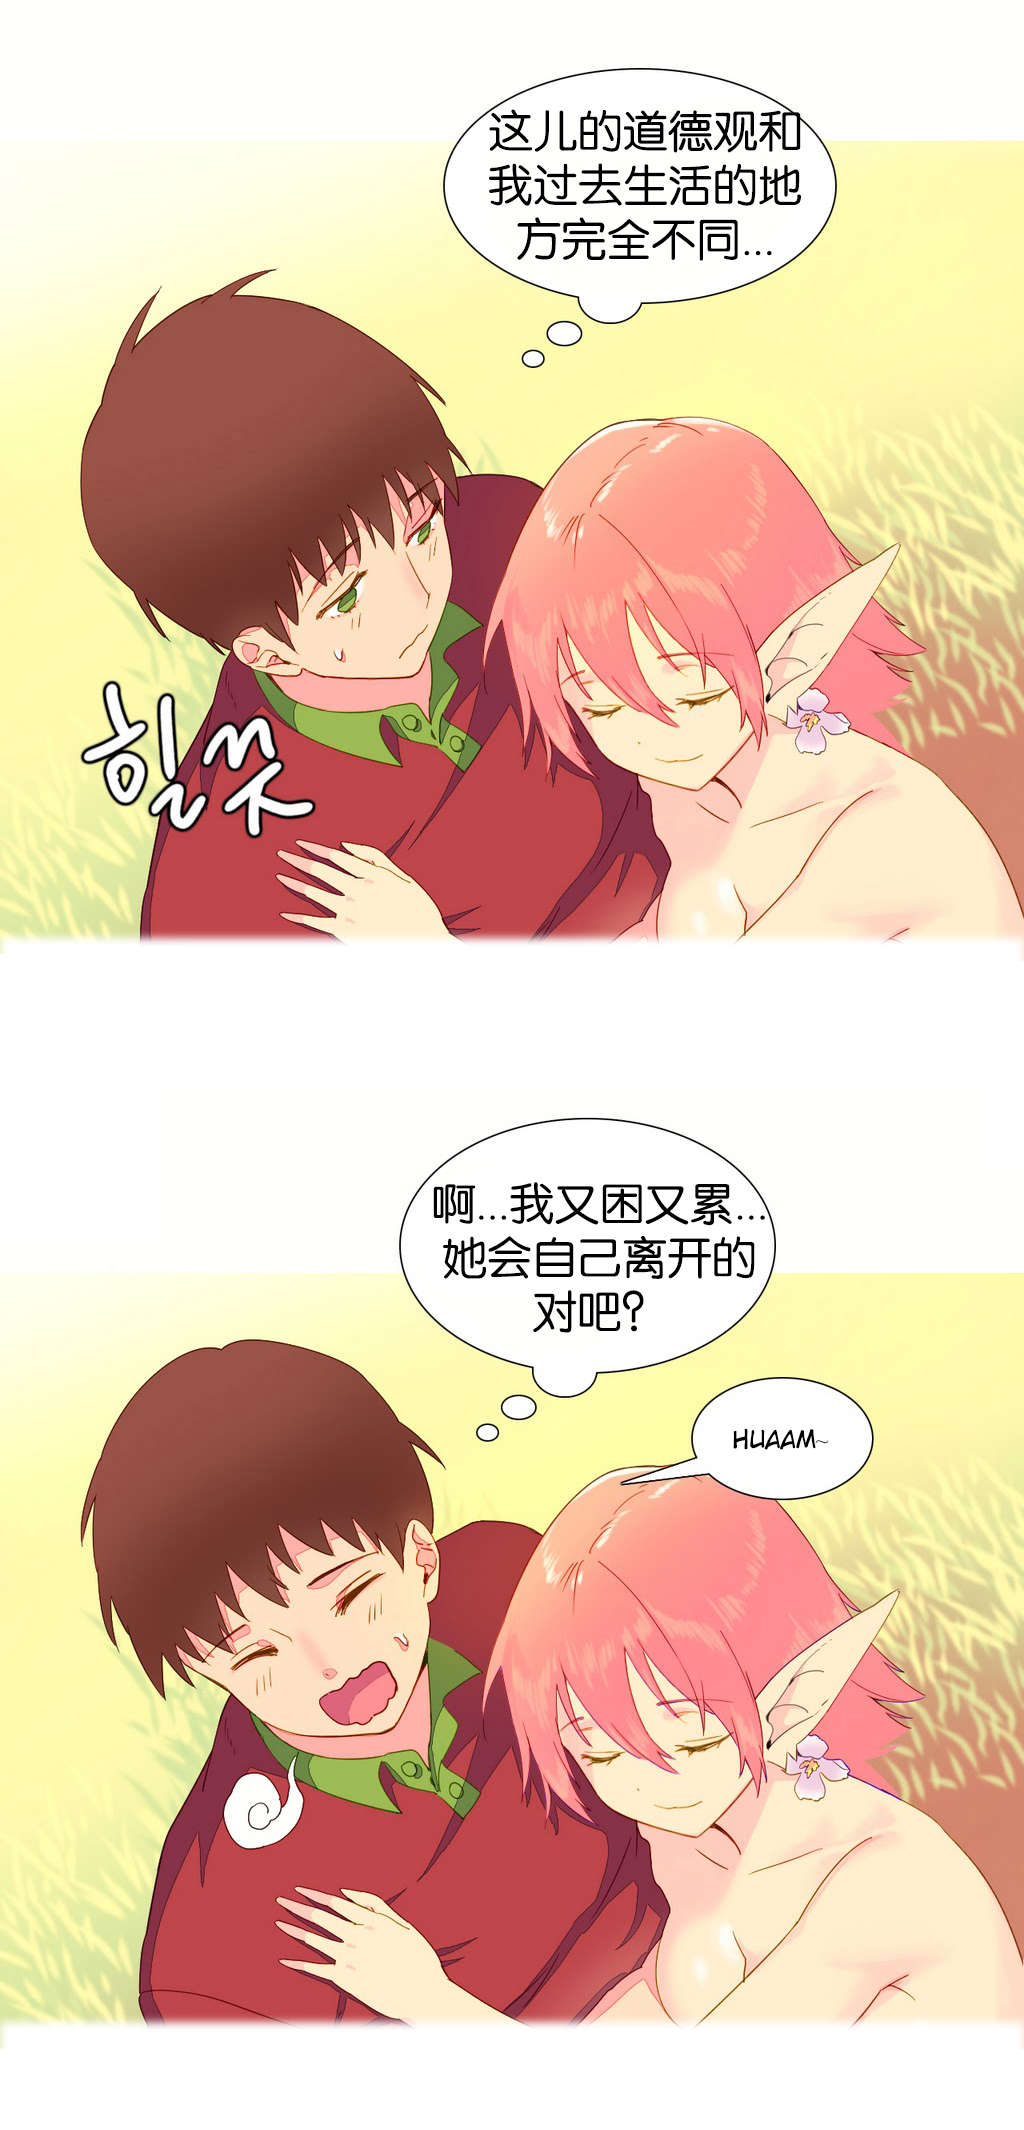 这儿的道德观和
我过去生活的地
方完全不同...
힐끗
啊...我又困又累...
她会自己离开的
对吧?
HUAAM~